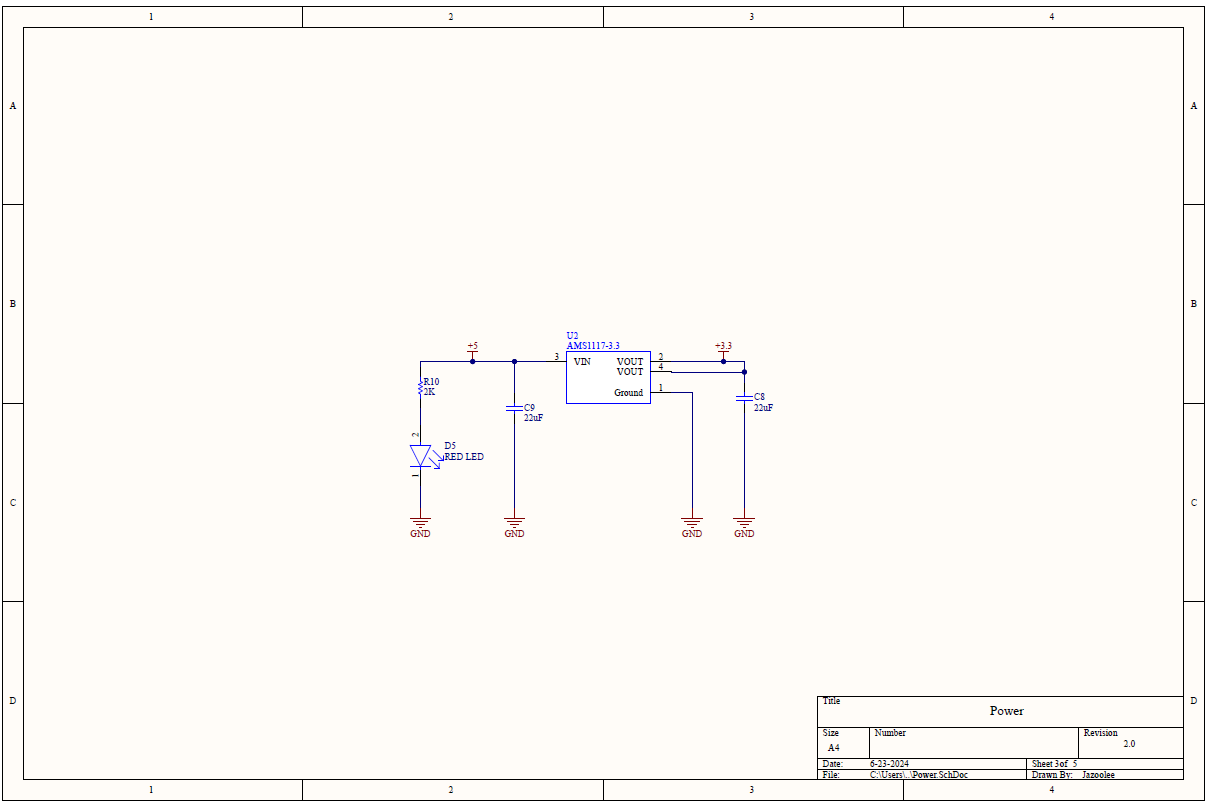 1 2 3 4
A A
+5
U2
AMS1117-3.3
+3.3
3 VIN VOUT 2
VOUT 4
Ground 1
R10
2K
C9
22uF
C8
22uF
2
D5
RED LED
1
GND GND GND GND
B B
C C
D D
Title
Power
Size
A4
Number
Revision
2.0
Date: 6-23-2024 Sheet 3 of 5
File: C:\Users\..\Power.SchDoc Drawn By: Jazoolee
1 2 3 4